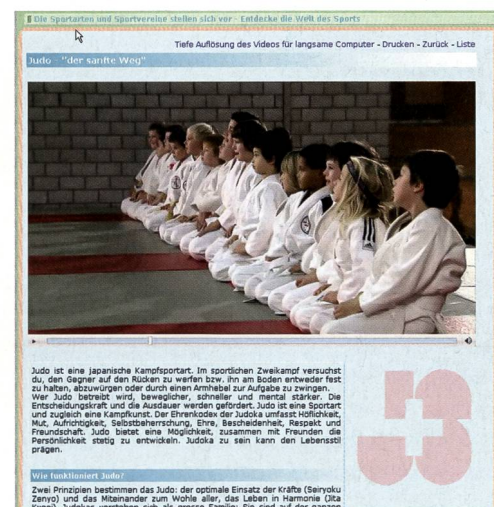 Die Sportarten und Sportvereine stellen sich vor - Entdecke die Welt des Sports
Tiefe Auflösung des Videos für langsame Computer - Drucken - Zurück - Liste
Judo - "der sanfte Weg"
Judo ist eine japanische Kampfsportart. Im sportlichen Zweikampf versuchst
du, den Gegner auf den Rücken zu werfen bzw. ihn am Boden entweder fest
zu halten, abzuwürgen oder durch einen Armhebel zur Aufgabe zu zwingen.
Wer Judo betreibt wird, beweglicher, schneller und mental stärker. Die
Entscheidungskraft und die Ausdauer werden gefördert. Judo ist eine Sportart
und zugleich eine Kampfkunst. Der Ehrenkodex der Judoka umfasst Höflichkeit,
Mut, Aufrichtigkeit, Selbstbeherrschung, Ehre, Bescheidenheit, Respekt und
Freundschaft. Judo bietet eine Möglichkeit, zusammen mit Freunden die
Persönlichkeit stetig zu entwickeln. Judoka zu sein kann den Lebensstil
prägen.
Wie funktioniert Judo?
Zwei Prinzipien bestimmen das Judo: der optimale Einsatz der Kräfte (Seiryoku
Zenyo) und das Miteinander zum Wohle aller, das Leben in Harmonie (Jita